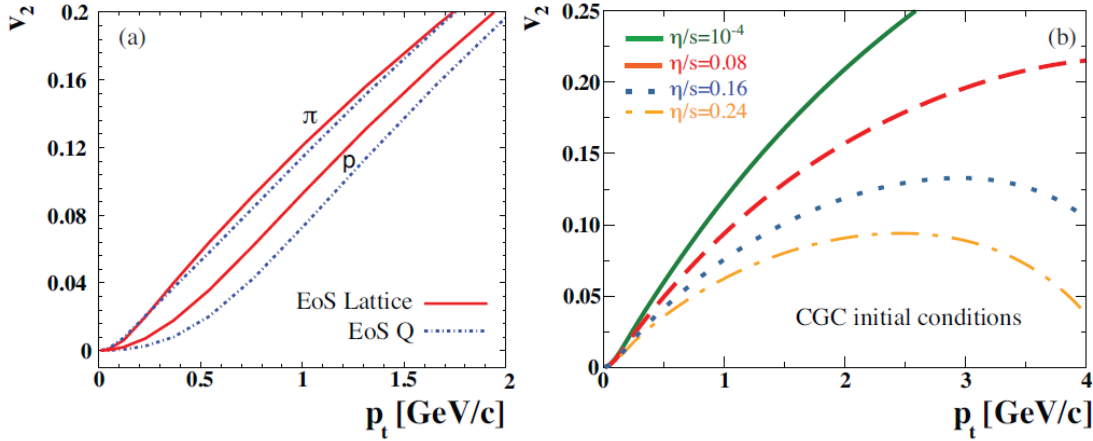 v2
(a)
0.2
0.16
0.12
0.08
0.04
0
π
p
EoS Lattice
EoS Q
0 0.5 1 1.5 2
pt [GeV/c]
v2
(b)
0.25
0.20
0.15
0.10
0.05
0
η/s=10-4
η/s=0.08
η/s=0.16
η/s=0.24
CGC initial conditions
0 1 2 3 4
pt [GeV/c]